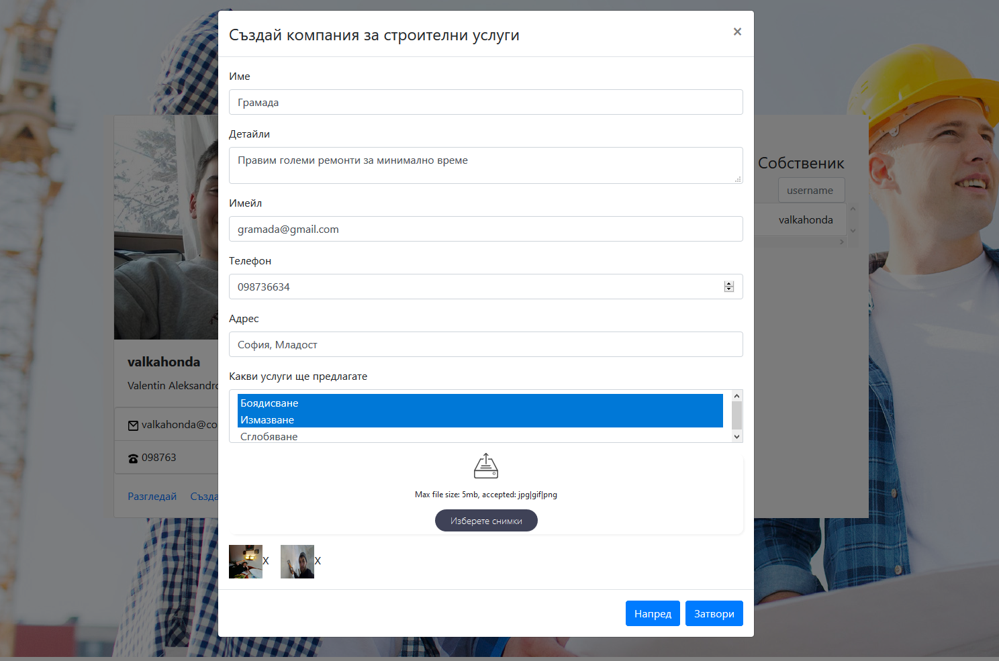 Създай компания за строителни услуги
×
Име
Грамада
Детайли
Правим големи ремонти за минимално време
Имейл
gramada@gmail.com
Телефон
098736634
Адрес
София, Младост
Какви услуги ще предлагате
Боядисване
Измазване
Сглобяване
Max file size: 5mb, accepted: jpg|gif|png
Изберете снимки
X X
Напред Затвори
valkahonda
Valentin Aleksandro
valkahonda@co
098763
Разгледай Създа
Собственик
username
valkahonda